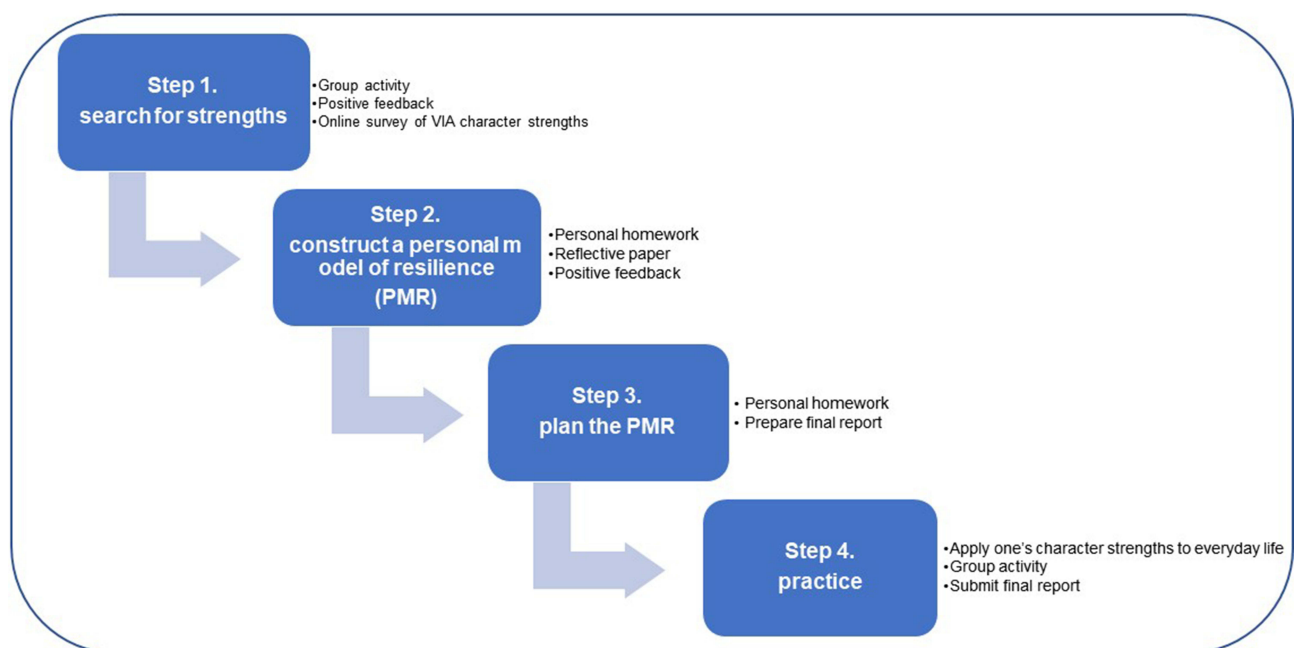 Step 1.
search for strengths
•Group activity
•Positive feedback
•Online survey of VIA character strengths
Step 2.
construct a personal m
odel of resilience
(PMR)
•Personal homework
•Reflective paper
•Positive feedback
Step 3.
plan the PMR
• Personal homework
• Prepare final report
Step 4.
practice
•Apply one's character strengths to everyday life
•Group activity
•Submit final report